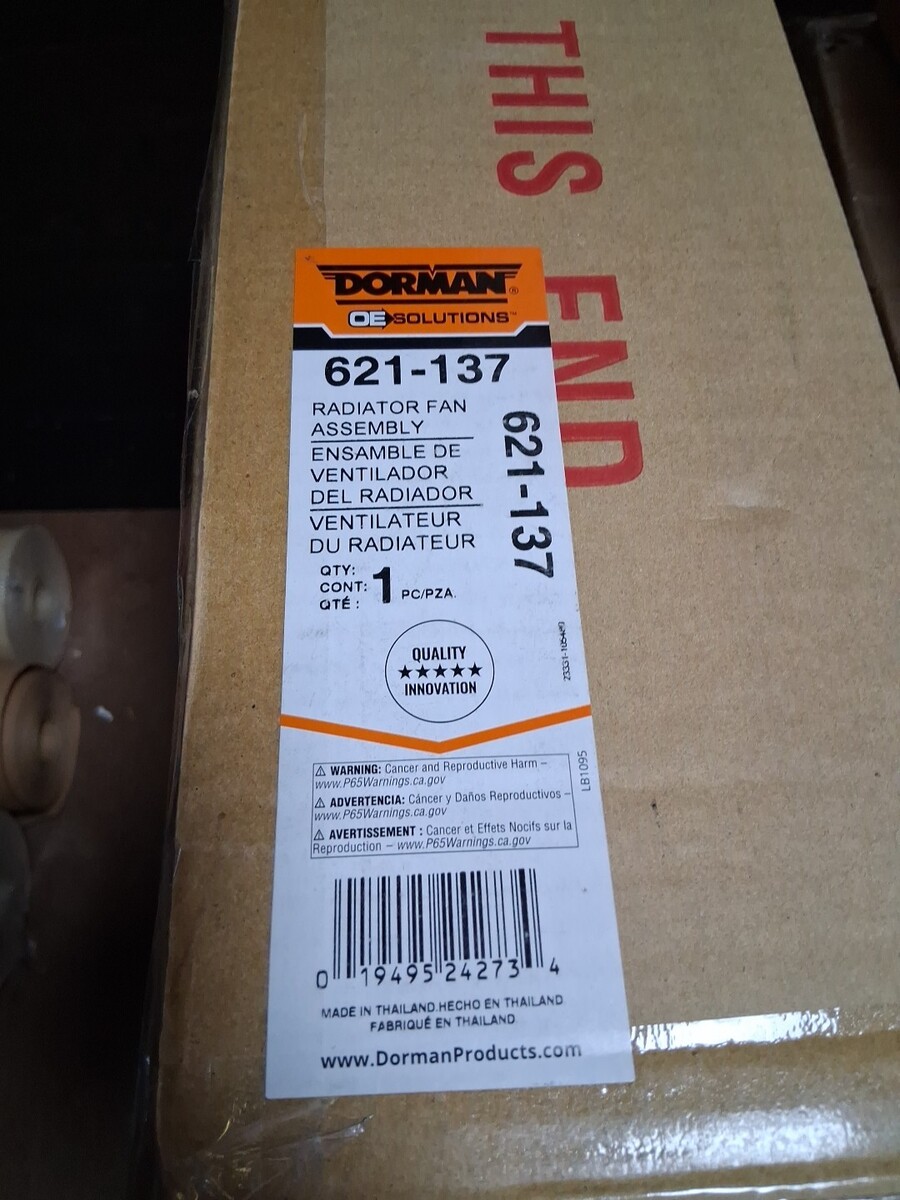 THIS END
DORMAN®
OE SOLUTIONS™
621-137
RADIATOR FAN
ASSEMBLY
ENSAMBLE DE
VENTILADOR
DEL RADIADOR
VENTILATEUR
DU RADIATEUR
621-137
QTY:
CONT:
QTÉ :
1 PC/PZA.
QUALITY
★★★★★
INNOVATION
LB1095
⚠ WARNING: Cancer and Reproductive Harm –
www.P65Warnings.ca.gov
⚠ ADVERTENCIA: Cáncer y Daños Reproductivos –
www.P65Warnings.ca.gov
⚠ AVERTISSEMENT : Cancer et Effets Nocifs sur la
Reproduction – www.P65Warnings.ca.gov
0 19495 24273 4
MADE IN THAILAND.HECHO EN THAILAND
FABRIQUÉ EN THAILAND
www.DormanProducts.com